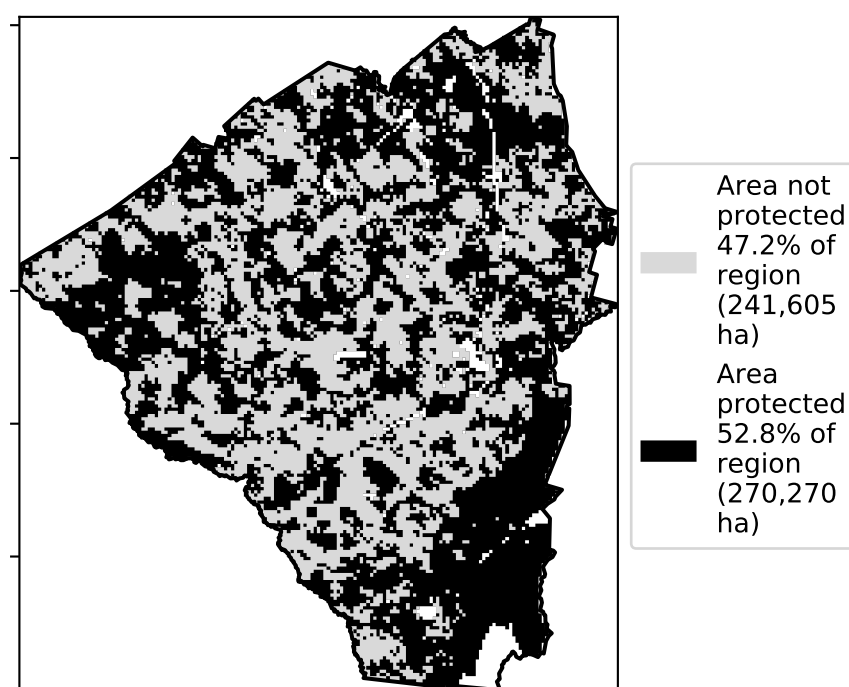 Area not
protected
47.2% of
region
(241,605
ha)
Area
protected
52.8% of
region
(270,270
ha)